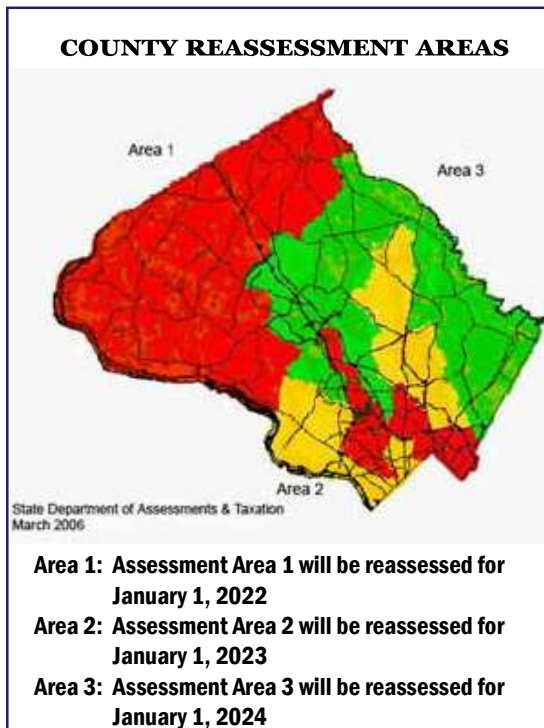 COUNTY REASSESSMENT AREAS
Area 1
Area 3
Area 2
State Department of Assessments & Taxation
March 2006
Area 1: Assessment Area 1 will be reassessed for
January 1, 2022
Area 2: Assessment Area 2 will be reassessed for
January 1, 2023
Area 3: Assessment Area 3 will be reassessed for
January 1, 2024